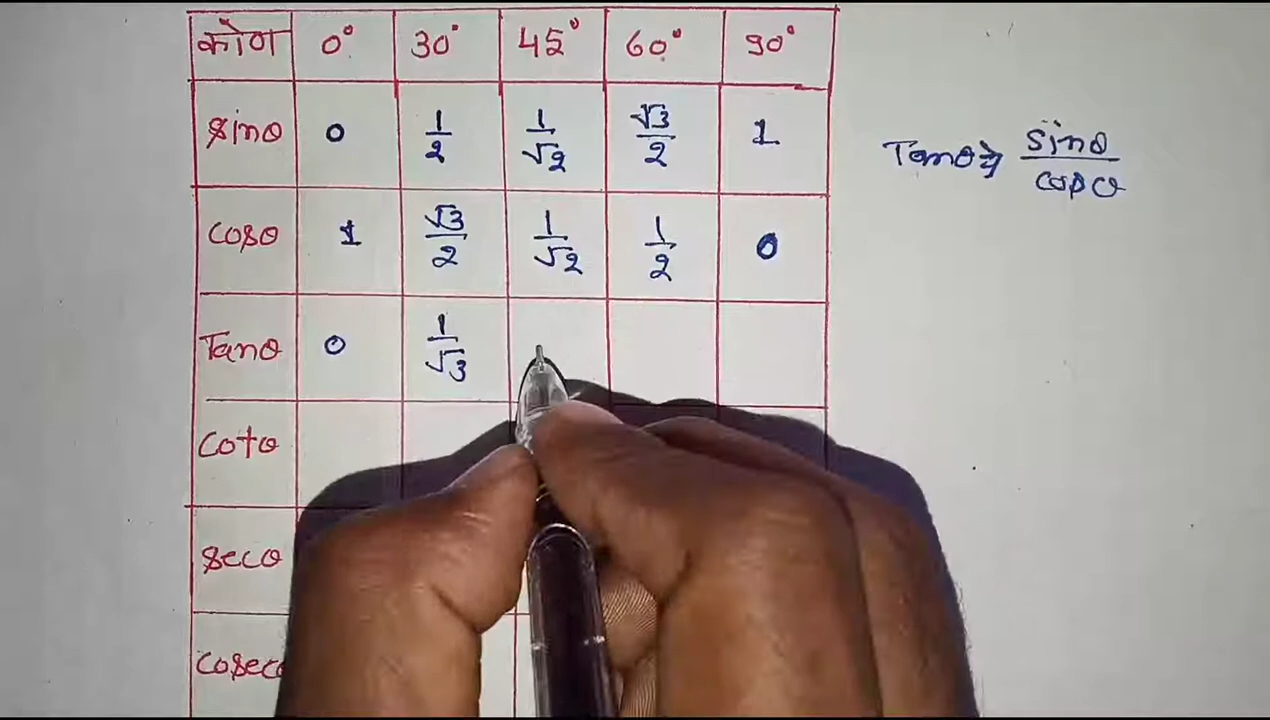 कोण 0° 30° 45° 60° 90°
sinθ 0 1/2 1/√2 √3/2 1
cosθ 1 √3/2 1/√2 1/2 0
Tanθ 0 1/√3
cotθ
secθ
cosec
Tanθ ⇒ sinθ/cosθ